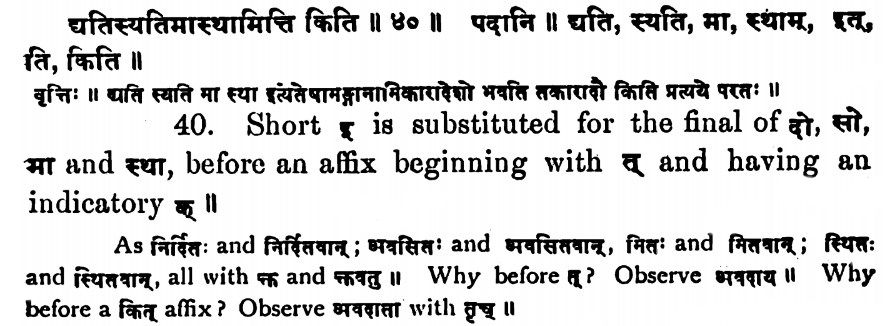 द्यतिस्यतिमास्थामित्ति किति ॥ ४० ॥ पदानि ॥ द्यति, स्यति, मा, स्थाम्, इत्,
ति, किति ॥
वृत्तिः ॥ द्यति स्यति मा स्था इत्येतेषामङ्गानामिकारादेशो भवति तकारादौ किति प्रत्यये परतः ॥
40. Short इ is substituted for the final of दो, सो,
मा and स्था, before an affix beginning with त् and having an
indicatory क् ॥
As निर्दितः and निर्दितवान् ; अवसितः and अवसितवान्, मितः and मितवान् ; स्थितः
and स्थितवान्, all with क्त and क्तवतु ॥ Why before त् ? Observe अवदाय ॥ Why
before a कित् affix ? Observe अवदाता with तृच् ॥